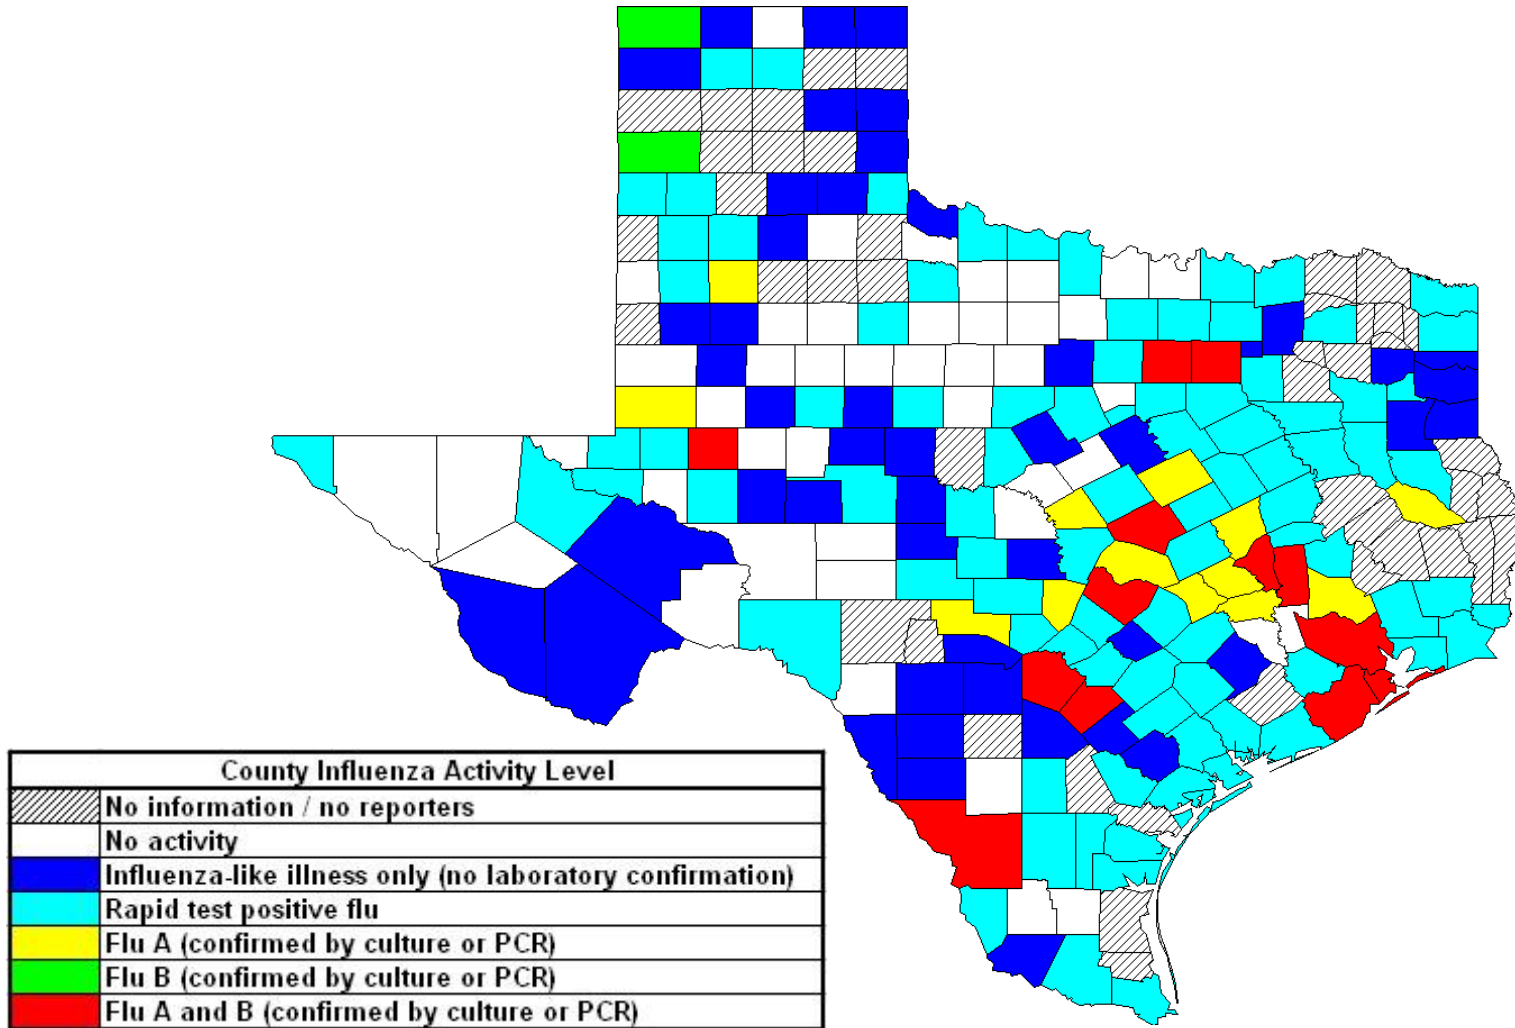 County Influenza Activity Level
No information / no reporters
No activity
Influenza-like illness only (no laboratory confirmation)
Rapid test positive flu
Flu A (confirmed by culture or PCR)
Flu B (confirmed by culture or PCR)
Flu A and B (confirmed by culture or PCR)